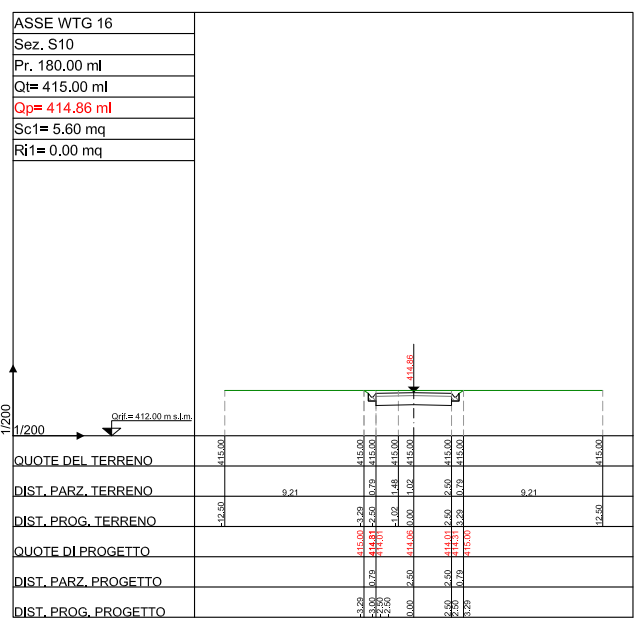 ASSE WTG 16
Sez. S10
Pr. 180.00 ml
Qt= 415.00 ml
Qp= 414.86 ml
Sc1= 5.60 mq
Ri1= 0.00 mq
414.86
1/200
1/200
Qrif.= 412.00 m s.l.m.
QUOTE DEL TERRENO 415.00 415.00 415.00 415.00 415.00 415.00 415.00 415.00
DIST. PARZ. TERRENO 9.21 0.79 1.48 1.02 2.50 0.79 9.21
DIST. PROG. TERRENO -12.50 -3.29 -2.50 -1.02 0.00 2.50 3.29 12.50
QUOTE DI PROGETTO 415.00 414.01 414.06 414.01 414.31 415.00
DIST. PARZ. PROGETTO 0.79 2.50 2.50 0.79
DIST. PROG. PROGETTO -3.29 -3.00 -2.50 -2.50 0.00 2.50 2.50 3.29